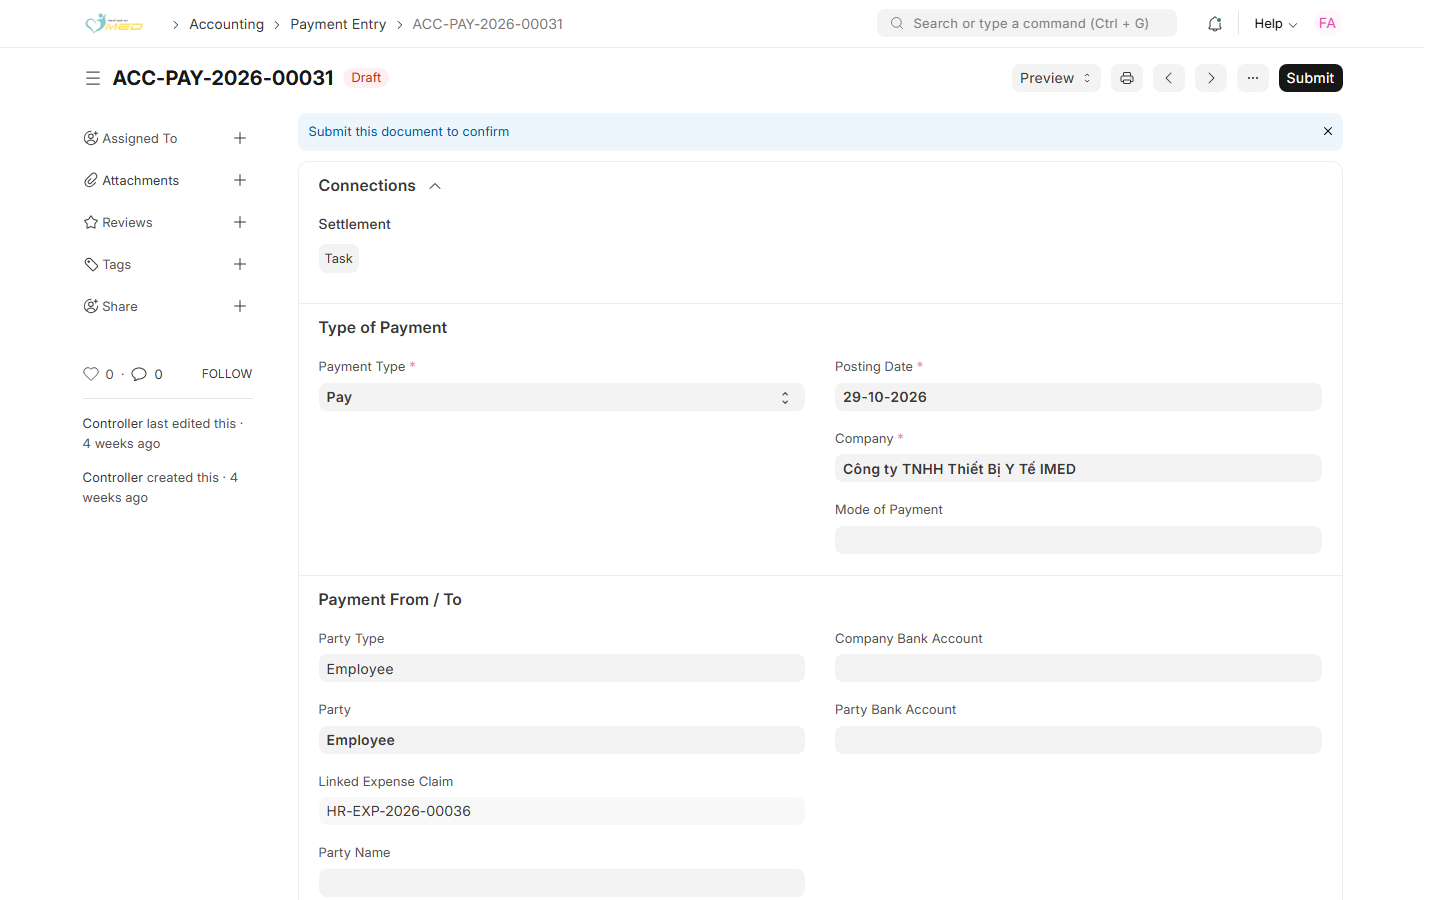 MED
Accounting
Payment Entry
ACC-PAY-2026-00031
Search or type a command (Ctrl + G)
Help
FA
ACC-PAY-2026-00031
Draft
Preview
Submit
Assigned To
Attachments
Reviews
Tags
Share
0 · 0
FOLLOW
Controller last edited this ·
4 weeks ago
Controller created this · 4
weeks ago
Submit this document to confirm
Connections
Settlement
Task
Type of Payment
Payment Type *
Pay
Posting Date *
29-10-2026
Company *
Công ty TNHH Thiết Bị Y Tế IMED
Mode of Payment
Payment From / To
Party Type
Employee
Company Bank Account
Party
Employee
Party Bank Account
Linked Expense Claim
HR-EXP-2026-00036
Party Name